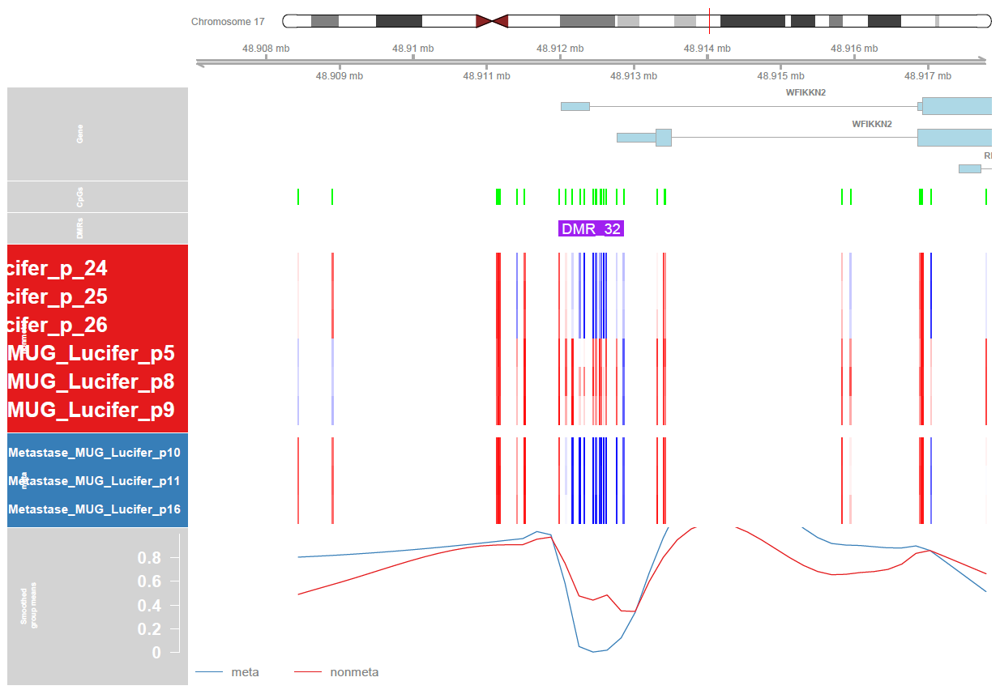 Chromosome 17
48.908 mb 48.91 mb 48.912 mb 48.914 mb 48.916 mb
48.909 mb 48.911 mb 48.913 mb 48.915 mb 48.917 mb
WFIKKN2
Gene
WFIKKN2
CpGs
DMRs
DMR_32
cifer_p_24
cifer_p_25
cifer_p_26
MUG_Lucifer_p5
MUG_Lucifer_p8
MUG_Lucifer_p9
Metastase_MUG_Lucifer_p10
Metastase_MUG_Lucifer_p11
meta
Metastase_MUG_Lucifer_p16
Smoothed
group means
0.8
0.6
0.4
0.2
0
meta nonmeta